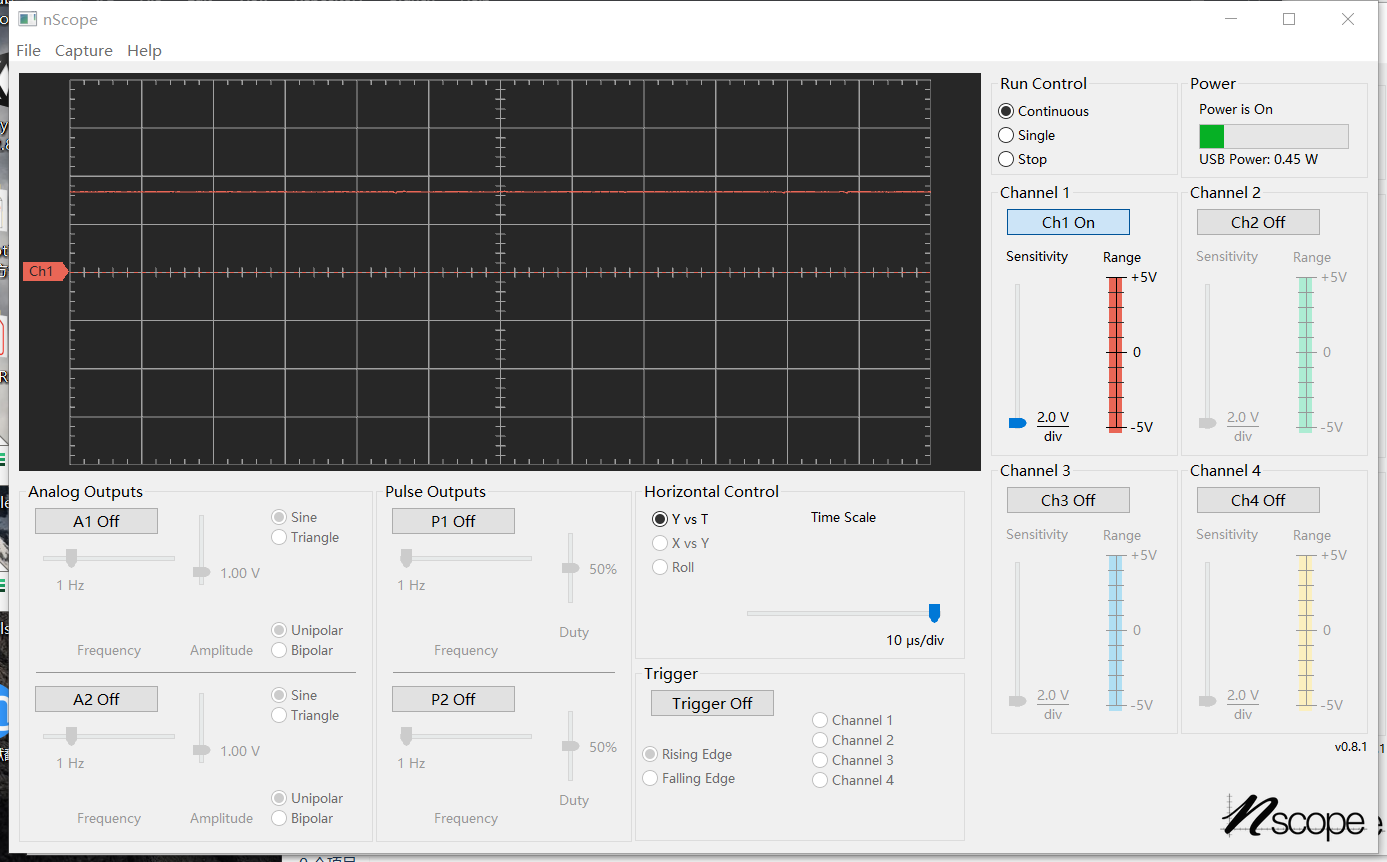 nScope
File Capture Help
Ch1
Run Control
Continuous
Single
Stop
Power
Power is On
USB Power: 0.45 W
Channel 1
Ch1 On
Sensitivity
Range
+5V
0
-5V
2.0 V
div
Channel 2
Ch2 Off
Sensitivity
Range
+5V
0
-5V
2.0 V
div
Channel 3
Ch3 Off
Sensitivity
Range
+5V
0
-5V
2.0 V
div
Channel 4
Ch4 Off
Sensitivity
Range
+5V
0
-5V
2.0 V
div
Analog Outputs
A1 Off
1 Hz
Frequency
1.00 V
Amplitude
Sine
Triangle
Unipolar
Bipolar
A2 Off
1 Hz
Frequency
1.00 V
Amplitude
Sine
Triangle
Unipolar
Bipolar
Pulse Outputs
P1 Off
1 Hz
Frequency
50%
Duty
P2 Off
1 Hz
Frequency
50%
Duty
Horizontal Control
Y vs T
X vs Y
Roll
Time Scale
10 µs/div
Trigger
Trigger Off
Rising Edge
Falling Edge
Channel 1
Channel 2
Channel 3
Channel 4
v0.8.1
nscope